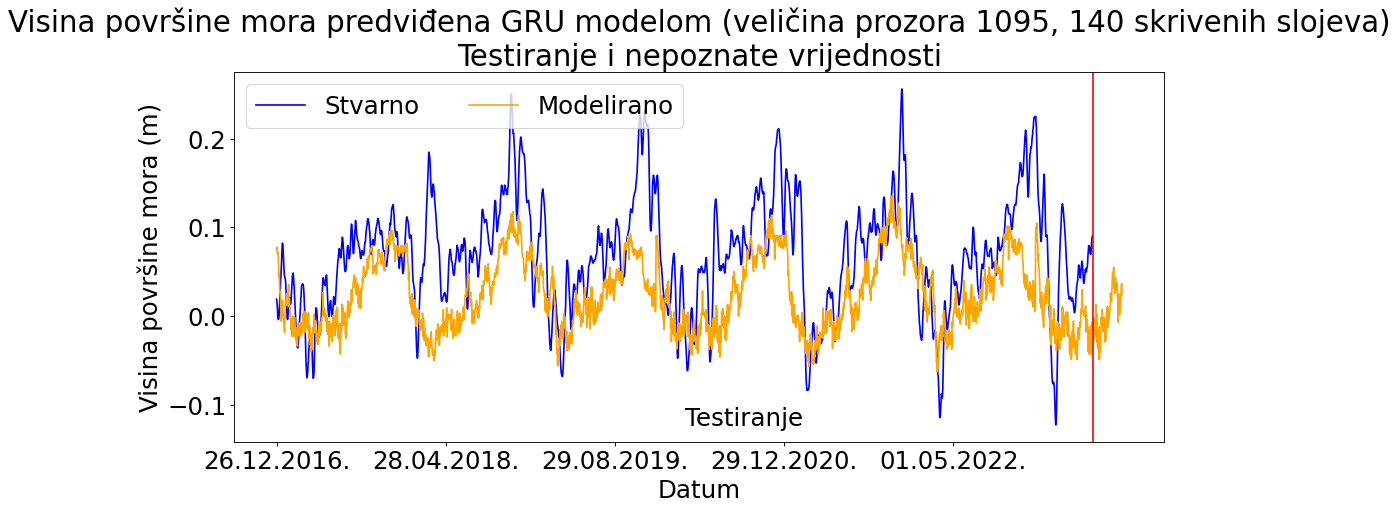 Visina površine mora predviđena GRU modelom (veličina prozora 1095, 140 skrivenih slojeva)
Testiranje i nepoznate vrijednosti
Stvarno
Modelirano
Visina površine mora (m)
0.2
0.1
0.0
−0.1
Testiranje
26.12.2016.
28.04.2018.
29.08.2019.
29.12.2020.
01.05.2022.
Datum